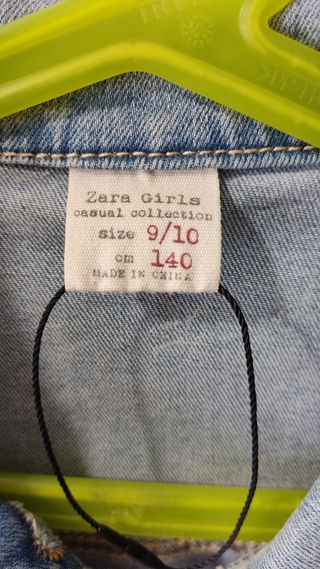 Zara Girls
casual collection
size 9/10
cm 140
MADE IN CHINA